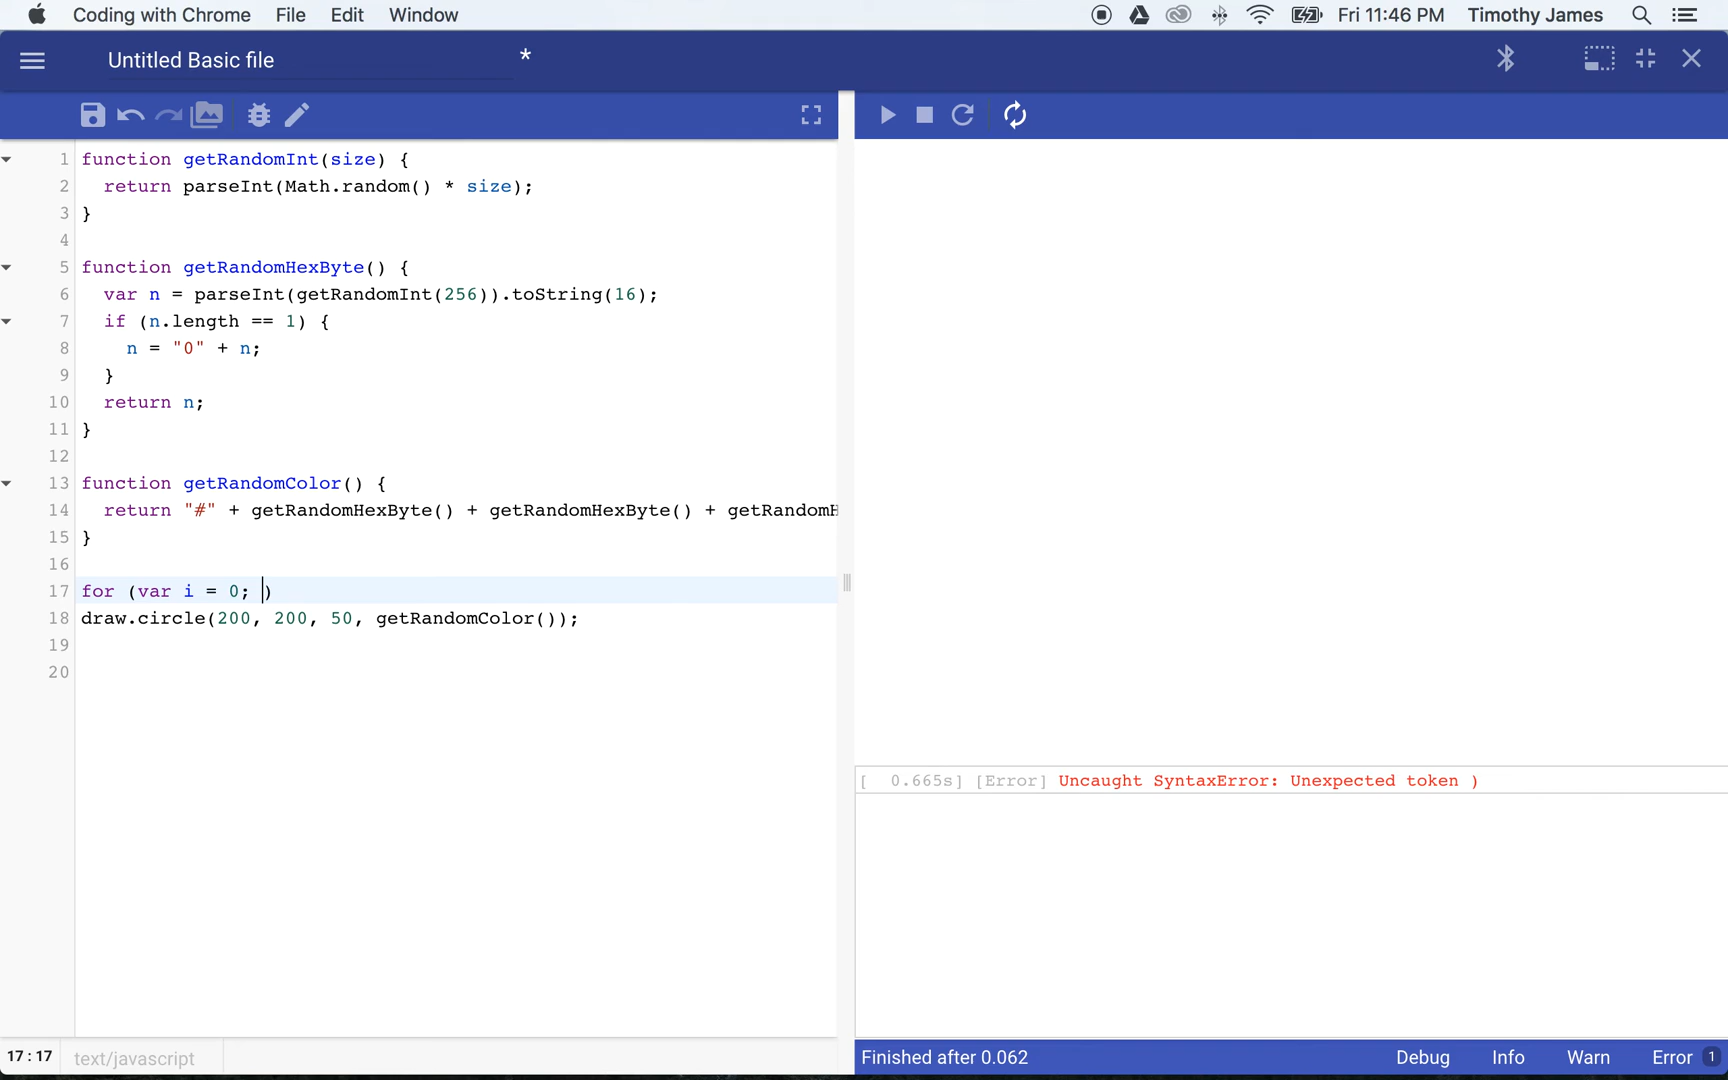 Coding with Chrome File Edit Window Fri 11:46 PM Timothy James
Untitled Basic file *
1 function getRandomInt(size) {
2 return parseInt(Math.random() * size);
3 }
4
5 function getRandomHexByte() {
6 var n = parseInt(getRandomInt(256)).toString(16);
7 if (n.length == 1) {
8 n = "0" + n;
9 }
10 return n;
11 }
12
13 function getRandomColor() {
14 return "#" + getRandomHexByte() + getRandomHexByte() + getRandomH
15 }
16
17 for (var i = 0; )
18 draw.circle(200, 200, 50, getRandomColor());
19
20
[ 0.665s] [Error] Uncaught SyntaxError: Unexpected token )
17:17 text/javascript
Finished after 0.062 Debug Info Warn Error 1